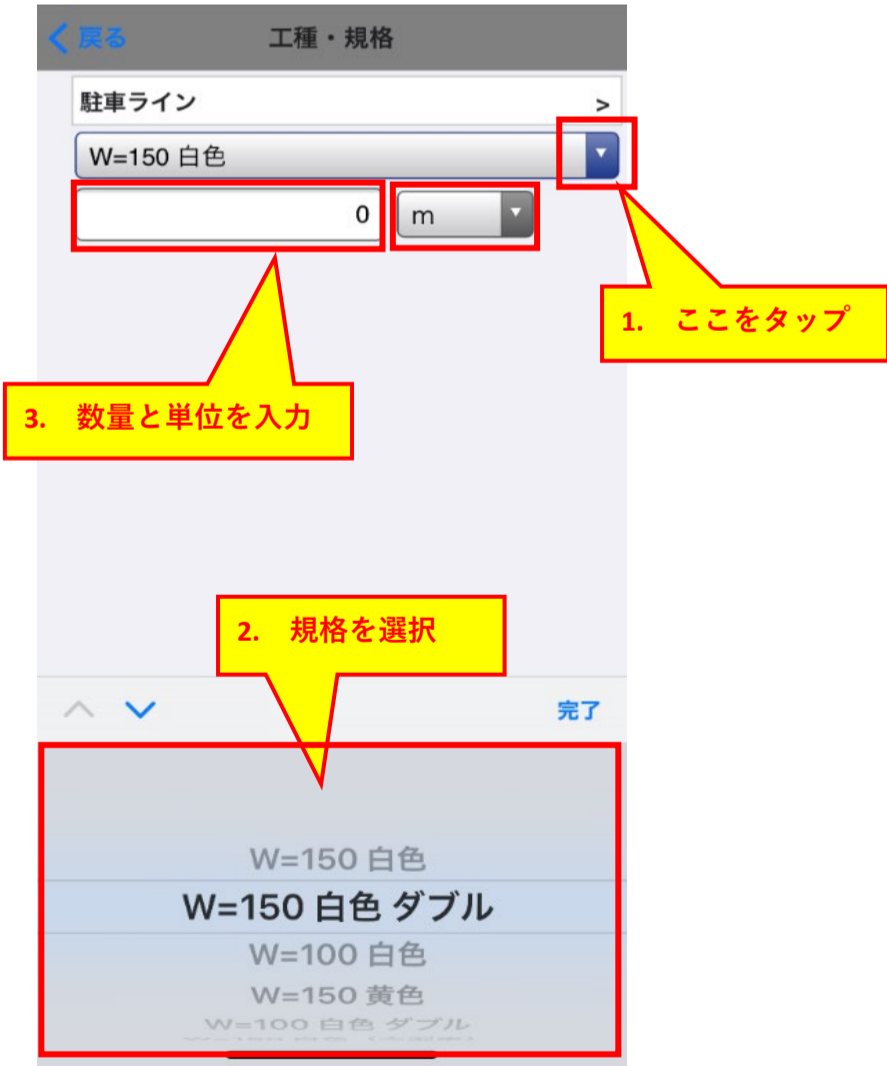 戻る 工種・規格
駐車ライン >
W=150 白色
0 m
1. ここをタップ
3. 数量と単位を入力
2. 規格を選択
完了
W=150 白色
W=150 白色 ダブル
W=100 白色
W=150 黄色
W=100 白色 ダブル